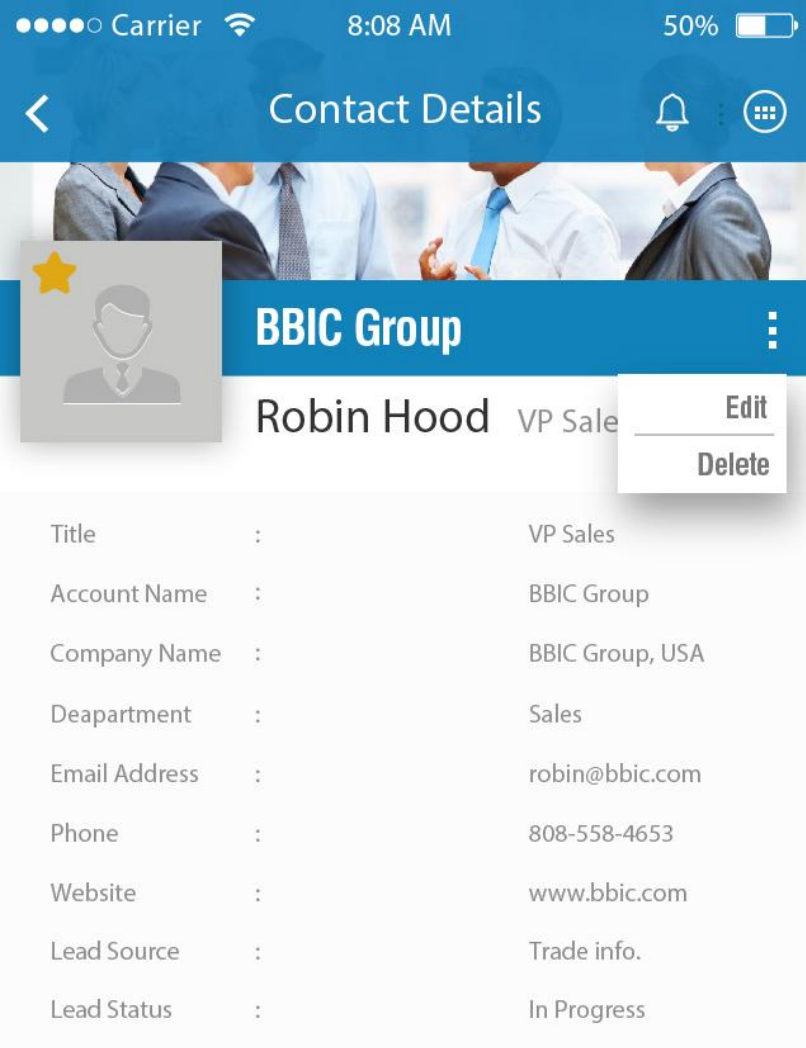 Carrier 8:08 AM 50%
Contact Details
BBIC Group
Robin Hood VP Sale
Edit
Delete
Title : VP Sales
Account Name : BBIC Group
Company Name : BBIC Group, USA
Deapartment : Sales
Email Address : robin@bbic.com
Phone : 808-558-4653
Website : www.bbic.com
Lead Source : Trade info.
Lead Status : In Progress